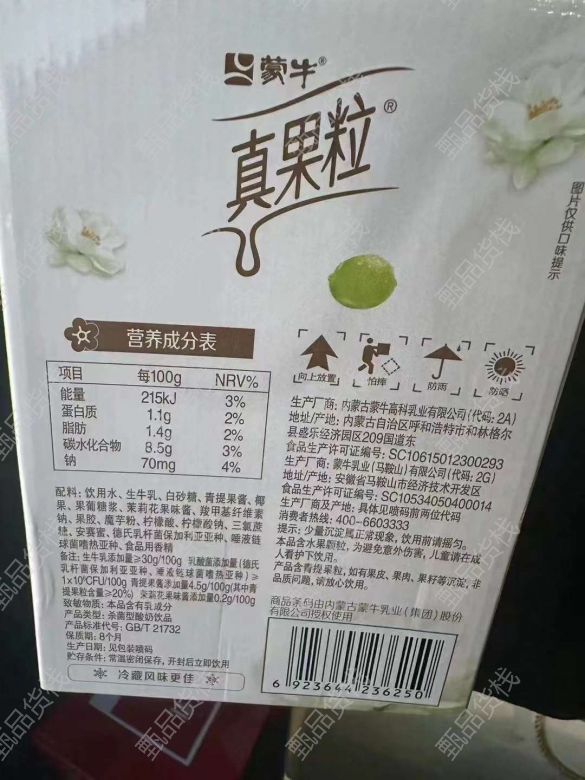 蒙牛®
真果粒®
图片仅供口味提示
营养成分表
项目 每100g NRV%
能量 215kJ 3%
蛋白质 1.1g 2%
脂肪 1.4g 2%
碳水化合物 8.5g 3%
钠 70mg 4%
配料：饮用水、生牛乳、白砂糖、青提果酱、椰
果、果葡糖浆、茉莉花果味酱、羧甲基纤维素
钠、果胶、魔芋粉、柠檬酸、柠檬酸钠、三氯蔗
糖、安赛蜜、德氏乳杆菌保加利亚亚种、唾液链
球菌嗜热亚种、食品用香精
备注：生牛乳添加量≥30g/100g 乳酸菌添加量(德氏
乳杆菌保加利亚亚种、唾液链球菌嗜热亚种)≥
1×10⁶CFU/100g 青提果酱添加量4.5g/100g(其中青
提果粒含量≥20%) 茉莉花果味酱添加量0.2g/100g
致敏物质：本品含有乳成分
产品类型：杀菌型酸奶饮品
产品标准代号：GB/T 21732
保质期：8个月
生产日期：见包装喷码
贮存条件：常温密闭保存，开封后立即饮用
冷藏风味更佳
向上放置 怕摔 防雨 防晒
生产厂商：内蒙古蒙牛高科乳业有限公司(代码：2A)
地址/产地：内蒙古自治区呼和浩特市和林格尔
县盛乐经济园区209国道东
食品生产许可证编号：SC10615012300293
生产厂商：蒙牛乳业(马鞍山)有限公司(代码：2G)
地址/产地：安徽省马鞍山市经济技术开发区
食品生产许可证编号：SC10534050400014
具体生产厂商见喷码前两位代码
消费者热线：400-6603333
提示：少量沉淀属正常现象，饮用前请摇匀。
本品含水果颗粒，为避免意外伤害，儿童请在成
人看护下饮用。
产品含青提果粒，如有果皮、果肉、果籽等沉淀，非
品质问题，请放心饮用。
商品条码由内蒙古蒙牛乳业(集团)股份
有限公司授权使用
6 923644 236250
甄品货栈